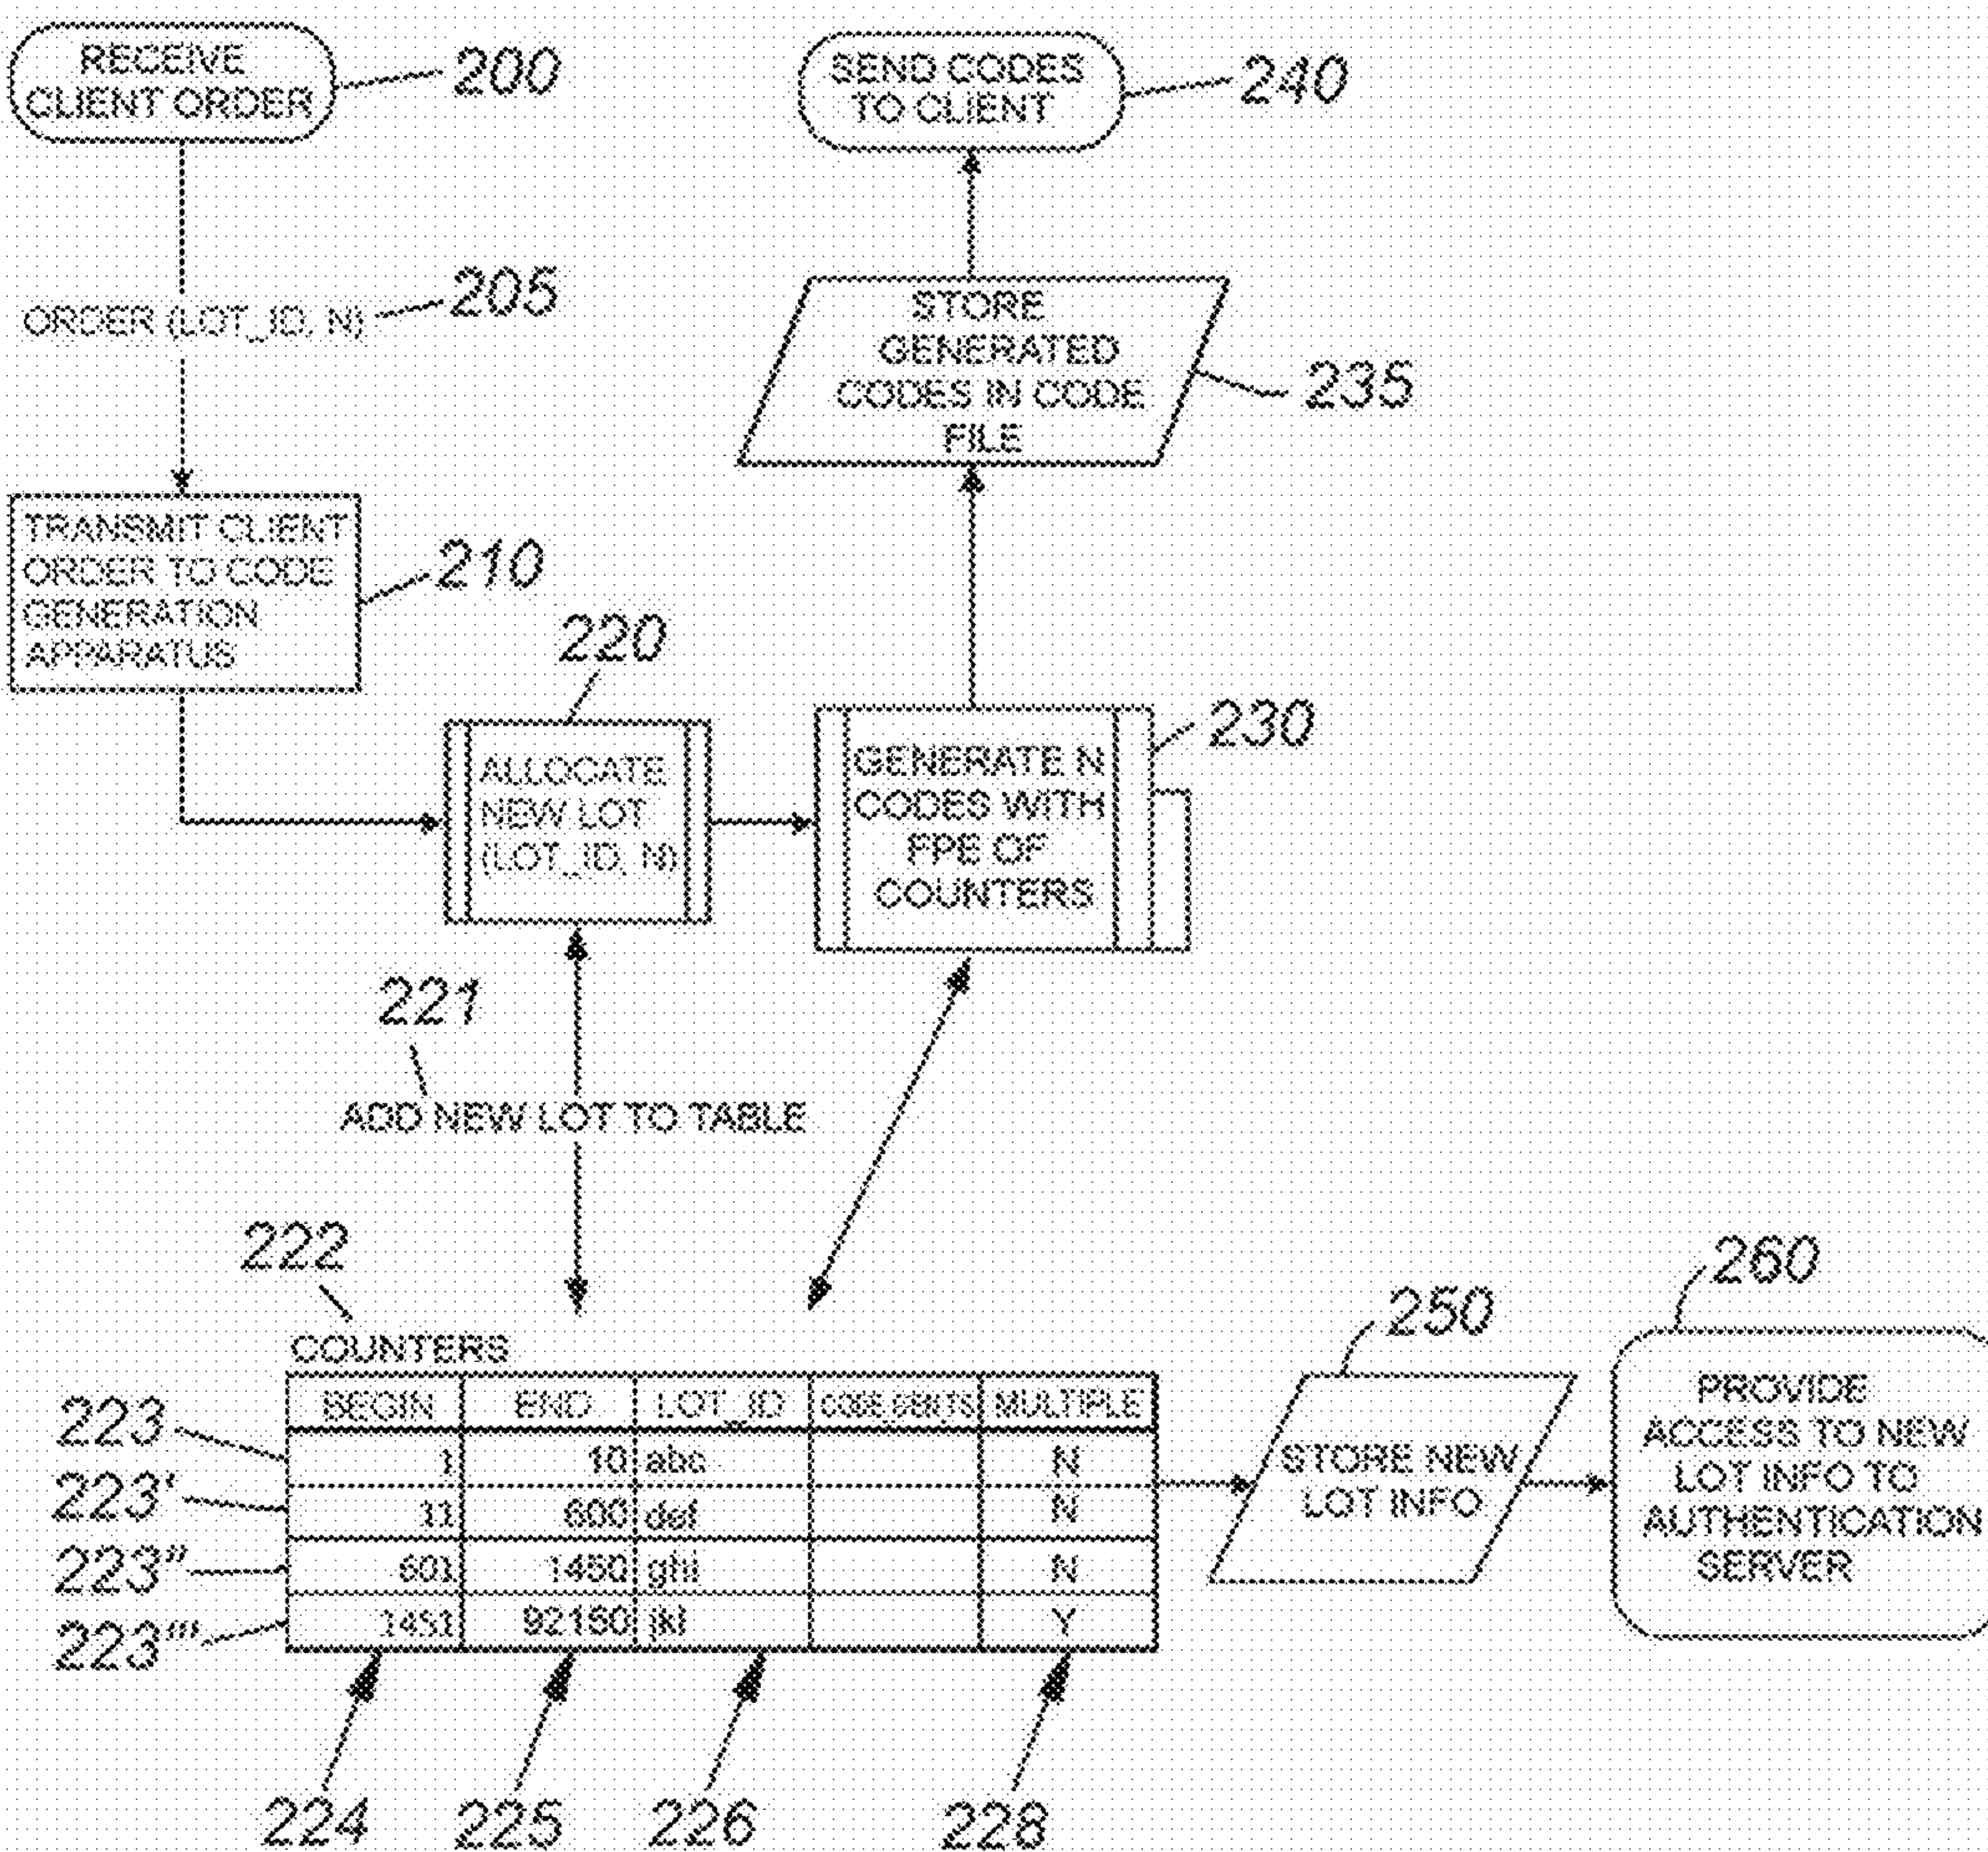 RECEIVE
CLIENT ORDER
200
SEND CODES
TO CLIENT
240
ORDER (LOT_ID, N)
205
STORE
GENERATED
CODES IN CODE
FILE
235
TRANSMIT CLIENT
ORDER TO CODE
GENERATION
APPARATUS
210
220
ALLOCATE
NEW LOT
(LOT_ID, N)
GENERATE N
CODES WITH
FPE OF
COUNTERS
230
221
ADD NEW LOT TO TABLE
222
COUNTERS
BEGIN END LOT_ID MULTIPLE
223 1 10 abc N
223' 11 600 def N
223" 601 1450 ghi N
223''' 1451 92160 jkl Y
224 225 226 228
250
STORE NEW
LOT INFO
260
PROVIDE
ACCESS TO NEW
LOT INFO TO
AUTHENTICATION
SERVER